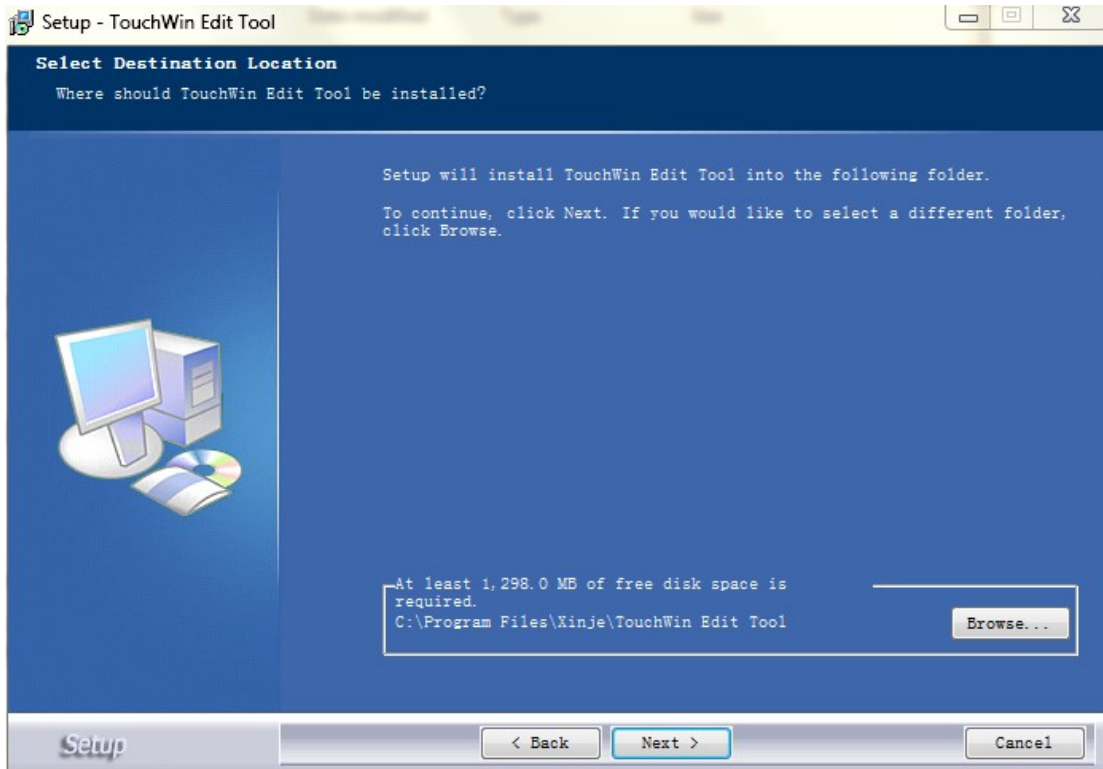 Setup - TouchWin Edit Tool
Select Destination Location
Where should TouchWin Edit Tool be installed?
Setup will install TouchWin Edit Tool into the following folder.
To continue, click Next. If you would like to select a different folder,
click Browse.
At least 1,298.0 MB of free disk space is
required.
C:\Program Files\Xinje\TouchWin Edit Tool
Browse...
Setup
< Back
Next >
Cancel